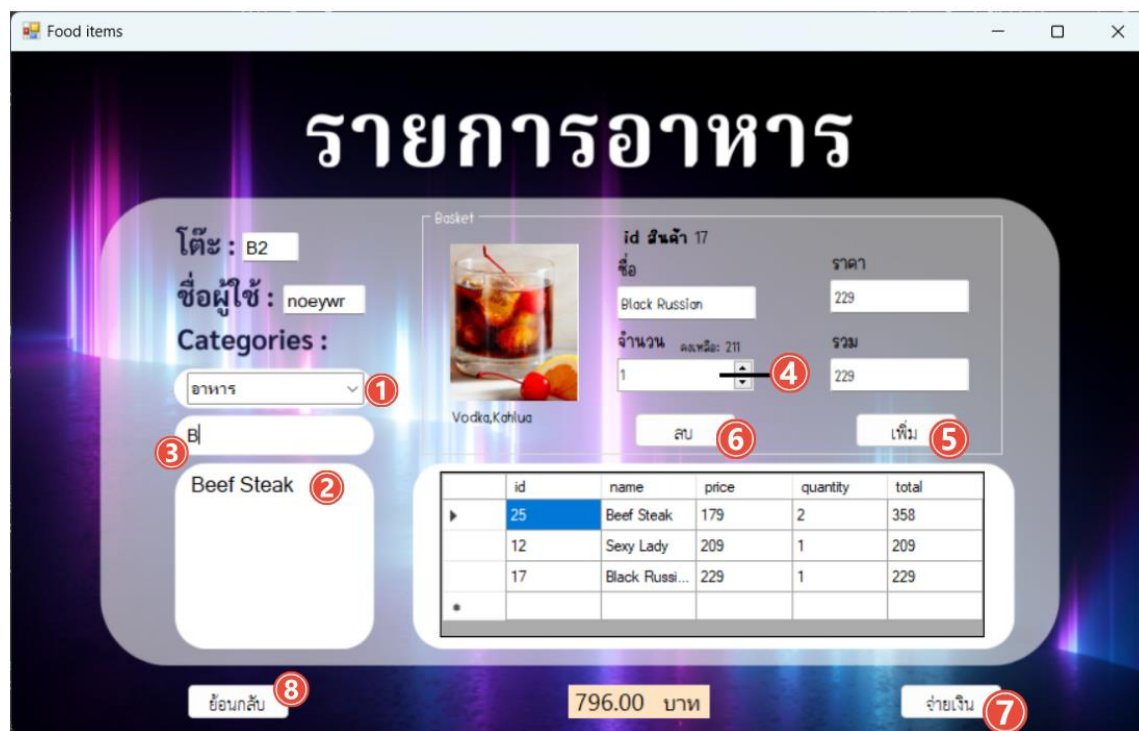 Food items
รายการอาหาร
โต๊ะ : B2
ชื่อผู้ใช้ : noeywr
Categories :
อาหาร
1
B
3
Beef Steak
2
Basket
id สินค้า 17
ชื่อ
ราคา
Black Russian
229
จำนวน คงเหลือ: 211
รวม
1
4
229
Vodka,Kahlua
ลบ
6
เพิ่ม
5
id name price quantity total
25 Beef Steak 179 2 358
12 Sexy Lady 209 1 209
17 Black Russi... 229 1 229
ย้อนกลับ
8
796.00 บาท
จ่ายเงิน
7